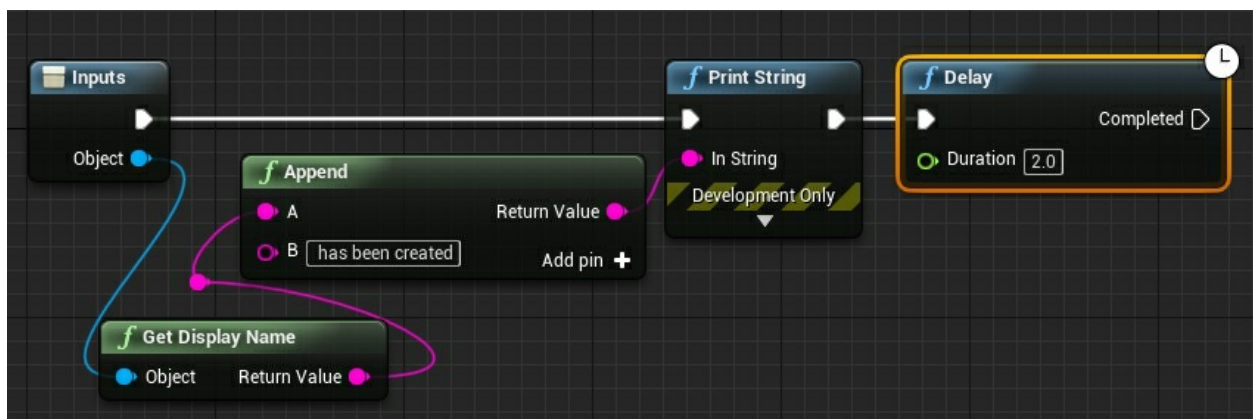 Inputs
Object
f Append
A
Return Value
B has been created
Add pin
f Get Display Name
Object Return Value
f Print String
In String
Development Only
f Delay
Completed
Duration 2.0